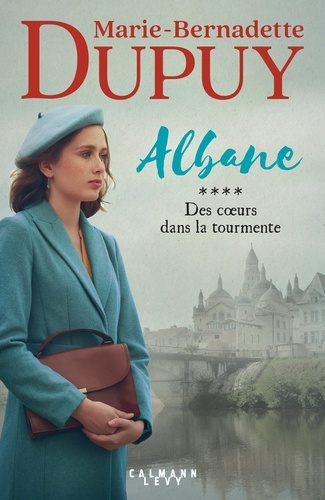 Marie-Bernadette
DUPUY
Albane
****
Des cœurs
dans la tourmente
CALMANN
LEVY